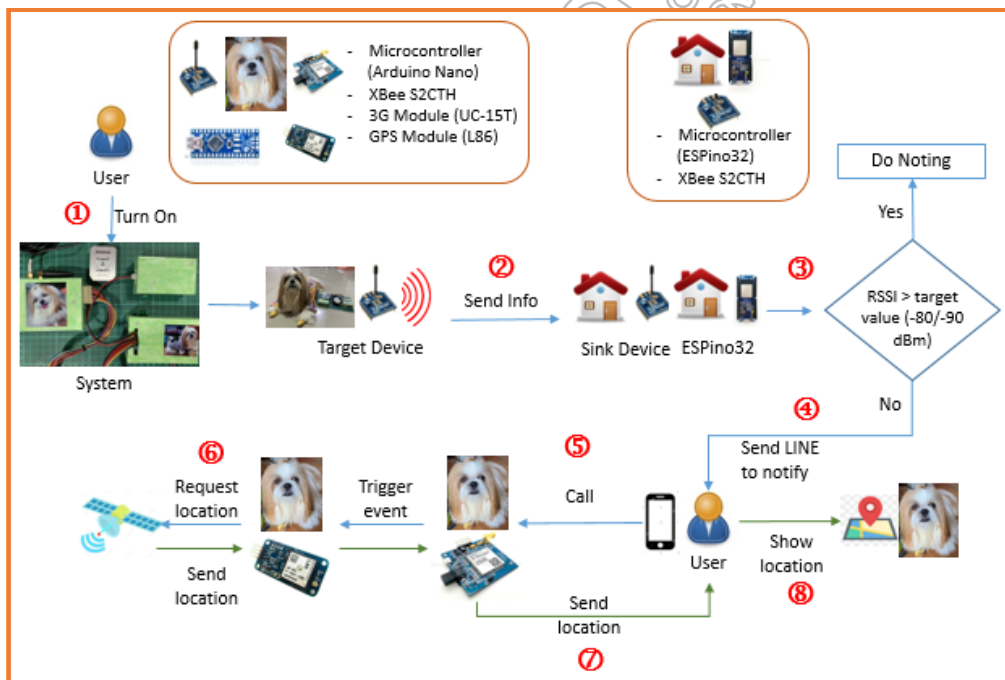 - Microcontroller
(Arduino Nano)
- XBee S2CTH
- 3G Module (UC-15T)
- GPS Module (L86)
- Microcontroller
(ESPino32)
- XBee S2CTH
Do Noting
User
Yes
① Turn On
②
Send Info
③
RSSI > target
value (-80/-90
dBm)
Target Device
Sink Device
ESPino32
System
No
④
Send LINE
to notify
⑤
Call
⑥
Request
location
Trigger
event
Send
location
User
Show
location
⑧
Send
location
⑦